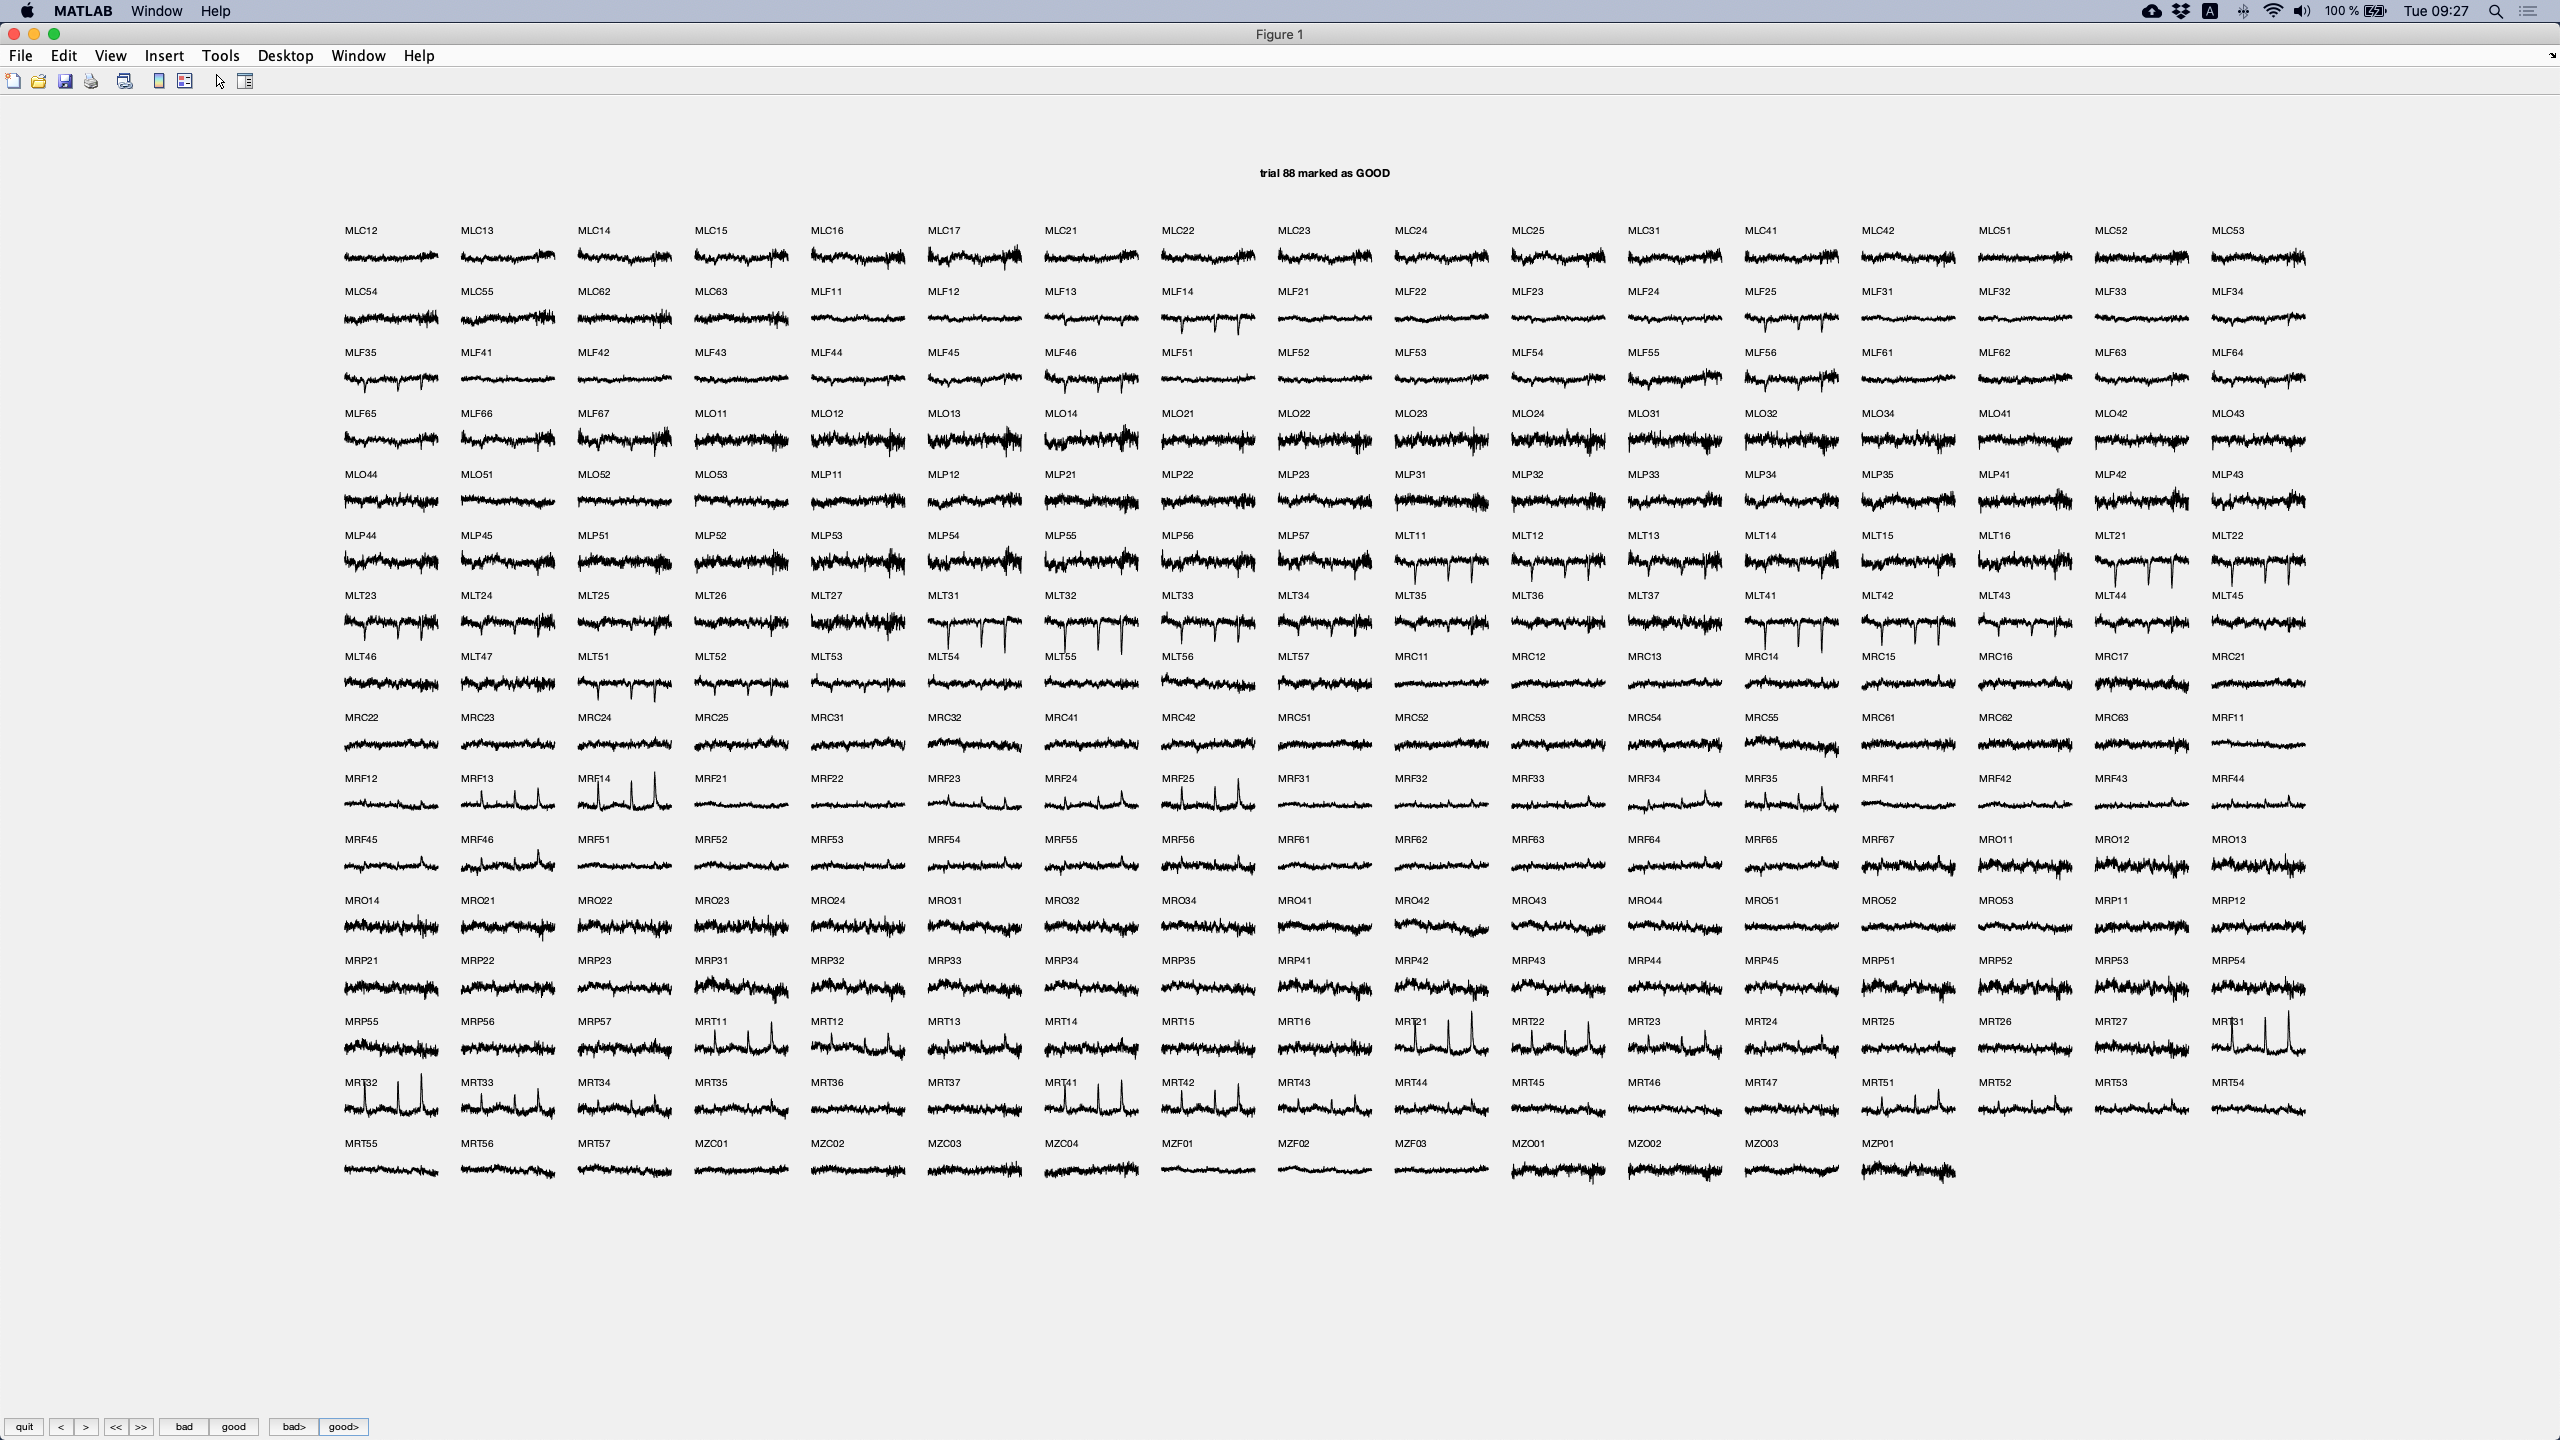 MATLAB Window Help A 100 % Tue 09:27
Figure 1
File Edit View Insert Tools Desktop Window Help
trial 88 marked as GOOD
MLC12 MLC13 MLC14 MLC15 MLC16 MLC17 MLC21 MLC22 MLC23 MLC24 MLC25 MLC31 MLC41 MLC42 MLC51 MLC52 MLC53
MLC54 MLC55 MLC62 MLC63 MLF11 MLF12 MLF13 MLF14 MLF21 MLF22 MLF23 MLF24 MLF25 MLF31 MLF32 MLF33 MLF34
MLF35 MLF41 MLF42 MLF43 MLF44 MLF45 MLF46 MLF51 MLF52 MLF53 MLF54 MLF55 MLF56 MLF61 MLF62 MLF63 MLF64
MLF65 MLF66 MLF67 MLO11 MLO12 MLO13 MLO14 MLO21 MLO22 MLO23 MLO24 MLO31 MLO32 MLO34 MLO41 MLO42 MLO43
MLO44 MLO51 MLO52 MLO53 MLP11 MLP12 MLP21 MLP22 MLP23 MLP31 MLP32 MLP33 MLP34 MLP35 MLP41 MLP42 MLP43
MLP44 MLP45 MLP51 MLP52 MLP53 MLP54 MLP55 MLP56 MLP57 MLT11 MLT12 MLT13 MLT14 MLT15 MLT16 MLT21 MLT22
MLT23 MLT24 MLT25 MLT26 MLT27 MLT31 MLT32 MLT33 MLT34 MLT35 MLT36 MLT37 MLT41 MLT42 MLT43 MLT44 MLT45
MLT46 MLT47 MLT51 MLT52 MLT53 MLT54 MLT55 MLT56 MLT57 MRC11 MRC12 MRC13 MRC14 MRC15 MRC16 MRC17 MRC21
MRC22 MRC23 MRC24 MRC25 MRC31 MRC32 MRC41 MRC42 MRC51 MRC52 MRC53 MRC54 MRC55 MRC61 MRC62 MRC63 MRF11
MRF12 MRF13 MRF14 MRF21 MRF22 MRF23 MRF24 MRF25 MRF31 MRF32 MRF33 MRF34 MRF35 MRF41 MRF42 MRF43 MRF44
MRF45 MRF46 MRF51 MRF52 MRF53 MRF54 MRF55 MRF56 MRF61 MRF62 MRF63 MRF64 MRF65 MRF67 MRO11 MRO12 MRO13
MRO14 MRO21 MRO22 MRO23 MRO24 MRO31 MRO32 MRO34 MRO41 MRO42 MRO43 MRO44 MRO51 MRO52 MRO53 MRP11 MRP12
MRP21 MRP22 MRP23 MRP31 MRP32 MRP33 MRP34 MRP35 MRP41 MRP42 MRP43 MRP44 MRP45 MRP51 MRP52 MRP53 MRP54
MRP55 MRP56 MRP57 MRT11 MRT12 MRT13 MRT14 MRT15 MRT16 MRT21 MRT22 MRT23 MRT24 MRT25 MRT26 MRT27 MRT31
MRT32 MRT33 MRT34 MRT35 MRT36 MRT37 MRT41 MRT42 MRT43 MRT44 MRT45 MRT46 MRT47 MRT51 MRT52 MRT53 MRT54
MRT55 MRT56 MRT57 MZC01 MZC02 MZC03 MZC04 MZF01 MZF02 MZF03 MZO01 MZO02 MZO03 MZP01
quit < > << >> bad good bad> good>